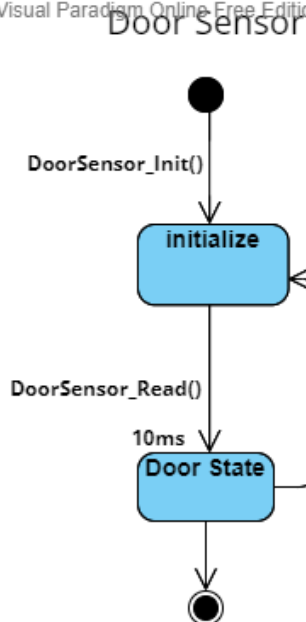 Visual Paradigm Online Free Editio
Door Sensor
DoorSensor_Init()
initialize
DoorSensor_Read()
10ms
Door State